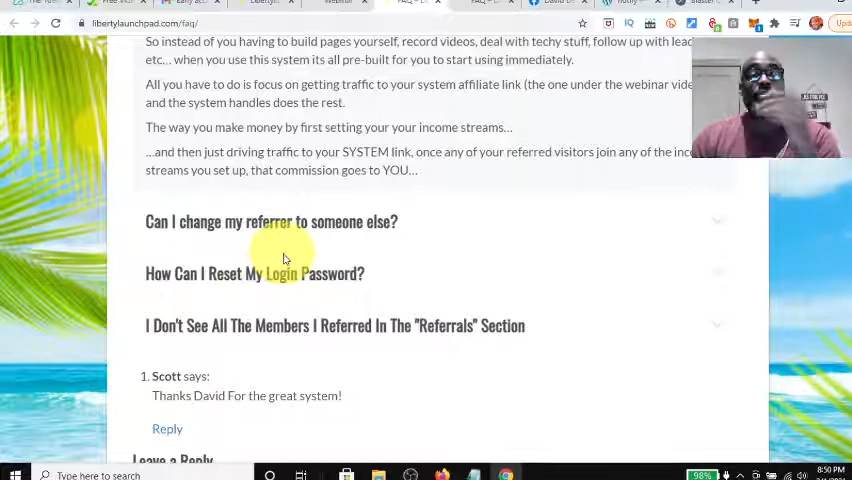 libertylaunchpad.com/faq/
So instead of you having to build pages yourself, record videos, deal with techy stuff, follow up with
etc... when you use this system its all pre-built for you to start using immediately.
All you have to do is focus on getting traffic to your system affiliate link (the one under the webinar
and the system handles does the rest.
The way you make money by first setting your your income streams...
...and then just driving traffic to your SYSTEM link, once any of your referred visitors join any of the
streams you set up, that commission goes to YOU...
Can I change my referrer to someone else?
How Can I Reset My Login Password?
I Don't See All The Members I Referred In The "Referrals" Section
1. Scott says:
Thanks David For the great system!
Reply
Leave a Reply
Type here to search
98%
8:50 PM